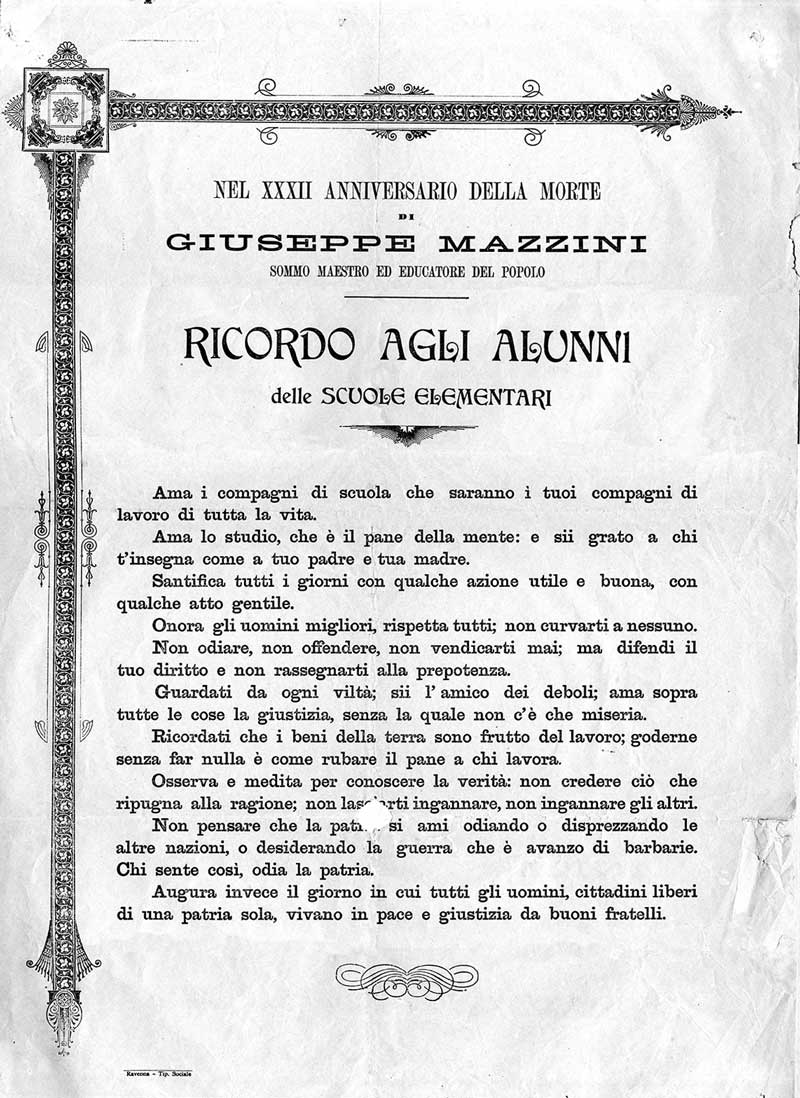 NEL XXXII ANNIVERSARIO DELLA MORTE
DI
GIUSEPPE MAZZINI
SOMMO MAESTRO ED EDUCATORE DEL POPOLO
RICORDO AGLI ALUNNI
delle SCUOLE ELEMENTARI
Ama i compagni di scuola che saranno i tuoi compagni di
lavoro di tutta la vita.
Ama lo studio, che è il pane della mente: e sii grato a chi
t'insegna come a tuo padre e tua madre.
Santifica tutti i giorni con qualche azione utile e buona, con
qualche atto gentile.
Onora gli uomini migliori, rispetta tutti; non curvarti a nessuno.
Non odiare, non offendere, non vendicarti mai; ma difendi il
tuo diritto e non rassegnarti alla prepotenza.
Guardati da ogni viltà; sii l'amico dei deboli; ama sopra
tutte le cose la giustizia, senza la quale non c'è che miseria.
Ricordati che i beni della terra sono frutto del lavoro; goderne
senza far nulla è come rubare il pane a chi lavora.
Osserva e medita per conoscere la verità: non credere ciò che
ripugna alla ragione; non ingannare, non ingannare gli altri.
Non pensare che la si ami odiando o disprezzando le
altre nazioni, o desiderando la guerra che è avanzo di barbarie.
Chi sente così, odia la patria.
Augura invece il giorno in cui tutti gli uomini, cittadini liberi
di una patria sola, vivano in pace e giustizia da buoni fratelli.
Ravenna - Tip. Sociale